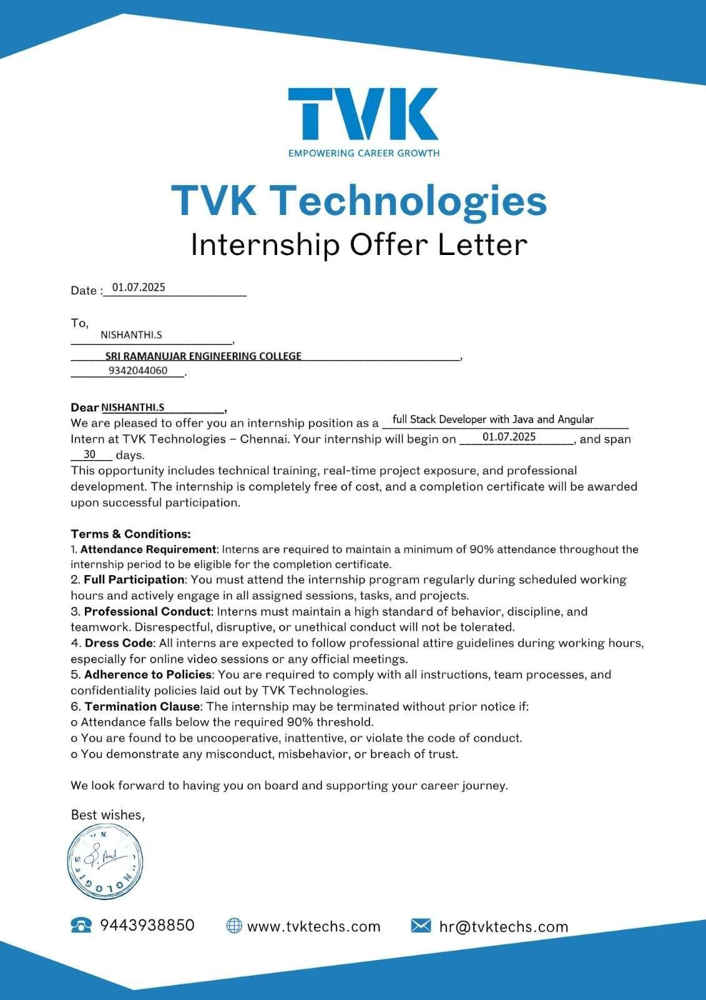 TVK
EMPOWERING CAREER GROWTH
TVK Technologies
Internship Offer Letter
Date : 01.07.2025
To,
NISHANTHI.S,
SRI RAMANUJAR ENGINEERING COLLEGE,
9342044060.
Dear NISHANTHI.S,
We are pleased to offer you an internship position as a full Stack Developer with Java and Angular
Intern at TVK Technologies – Chennai. Your internship will begin on 01.07.2025, and span
30 days.
This opportunity includes technical training, real-time project exposure, and professional
development. The internship is completely free of cost, and a completion certificate will be awarded
upon successful participation.
Terms & Conditions:
1. Attendance Requirement: Interns are required to maintain a minimum of 90% attendance throughout the
internship period to be eligible for the completion certificate.
2. Full Participation: You must attend the internship program regularly during scheduled working
hours and actively engage in all assigned sessions, tasks, and projects.
3. Professional Conduct: Interns must maintain a high standard of behavior, discipline, and
teamwork. Disrespectful, disruptive, or unethical conduct will not be tolerated.
4. Dress Code: All interns are expected to follow professional attire guidelines during working hours,
especially for online video sessions or any official meetings.
5. Adherence to Policies: You are required to comply with all instructions, team processes, and
confidentiality policies laid out by TVK Technologies.
6. Termination Clause: The internship may be terminated without prior notice if:
o Attendance falls below the required 90% threshold.
o You are found to be uncooperative, inattentive, or violate the code of conduct.
o You demonstrate any misconduct, misbehavior, or breach of trust.
We look forward to having you on board and supporting your career journey.
Best wishes,
9443938850 www.tvktechs.com hr@tvktechs.com